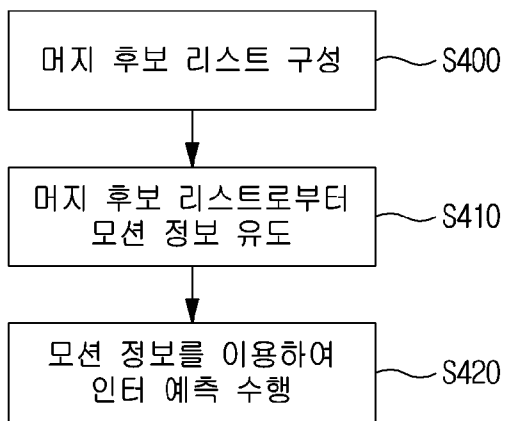 머지 후보 리스트 구성
S400
머지 후보 리스트로부터
모션 정보 유도
S410
모션 정보를 이용하여
인터 예측 수행
S420